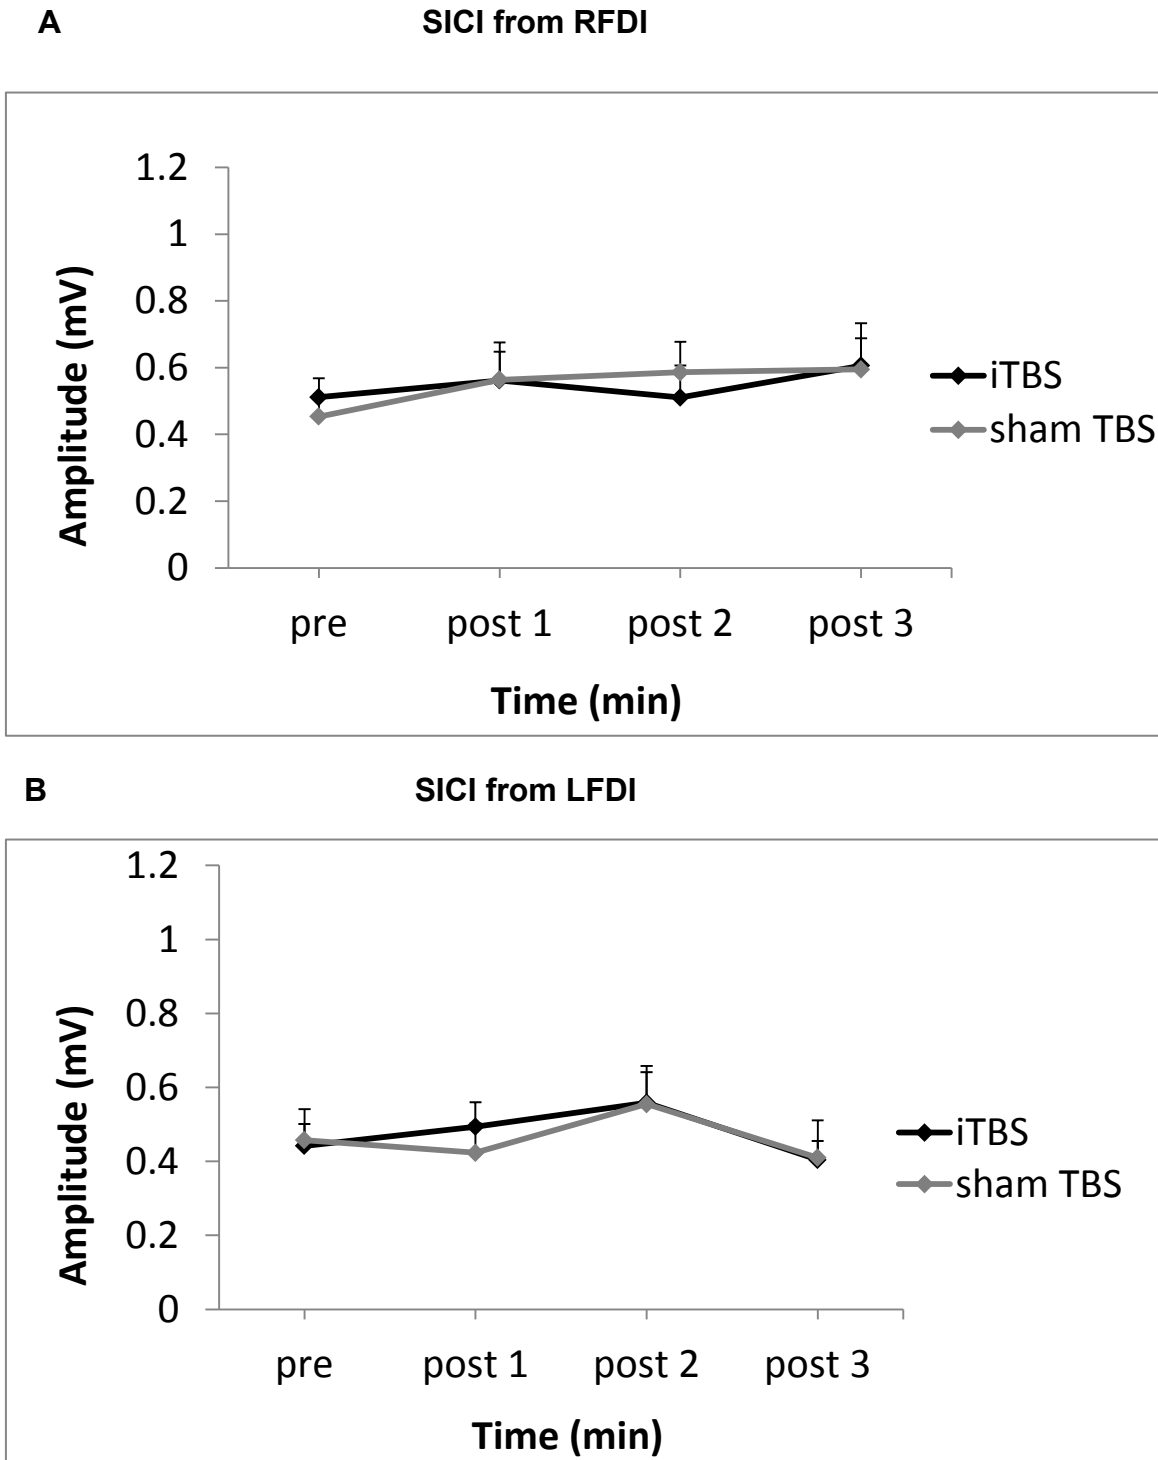 A
SICI from RFDI
1.2
1
0.8
0.6
0.4
0.2
0
Amplitude (mV)
pre
post 1
post 2
post 3
Time (min)
iTBS
sham TBS
B
SICI from LFDI
1.2
1
0.8
0.6
0.4
0.2
0
Amplitude (mV)
pre
post 1
post 2
post 3
Time (min)
iTBS
sham TBS